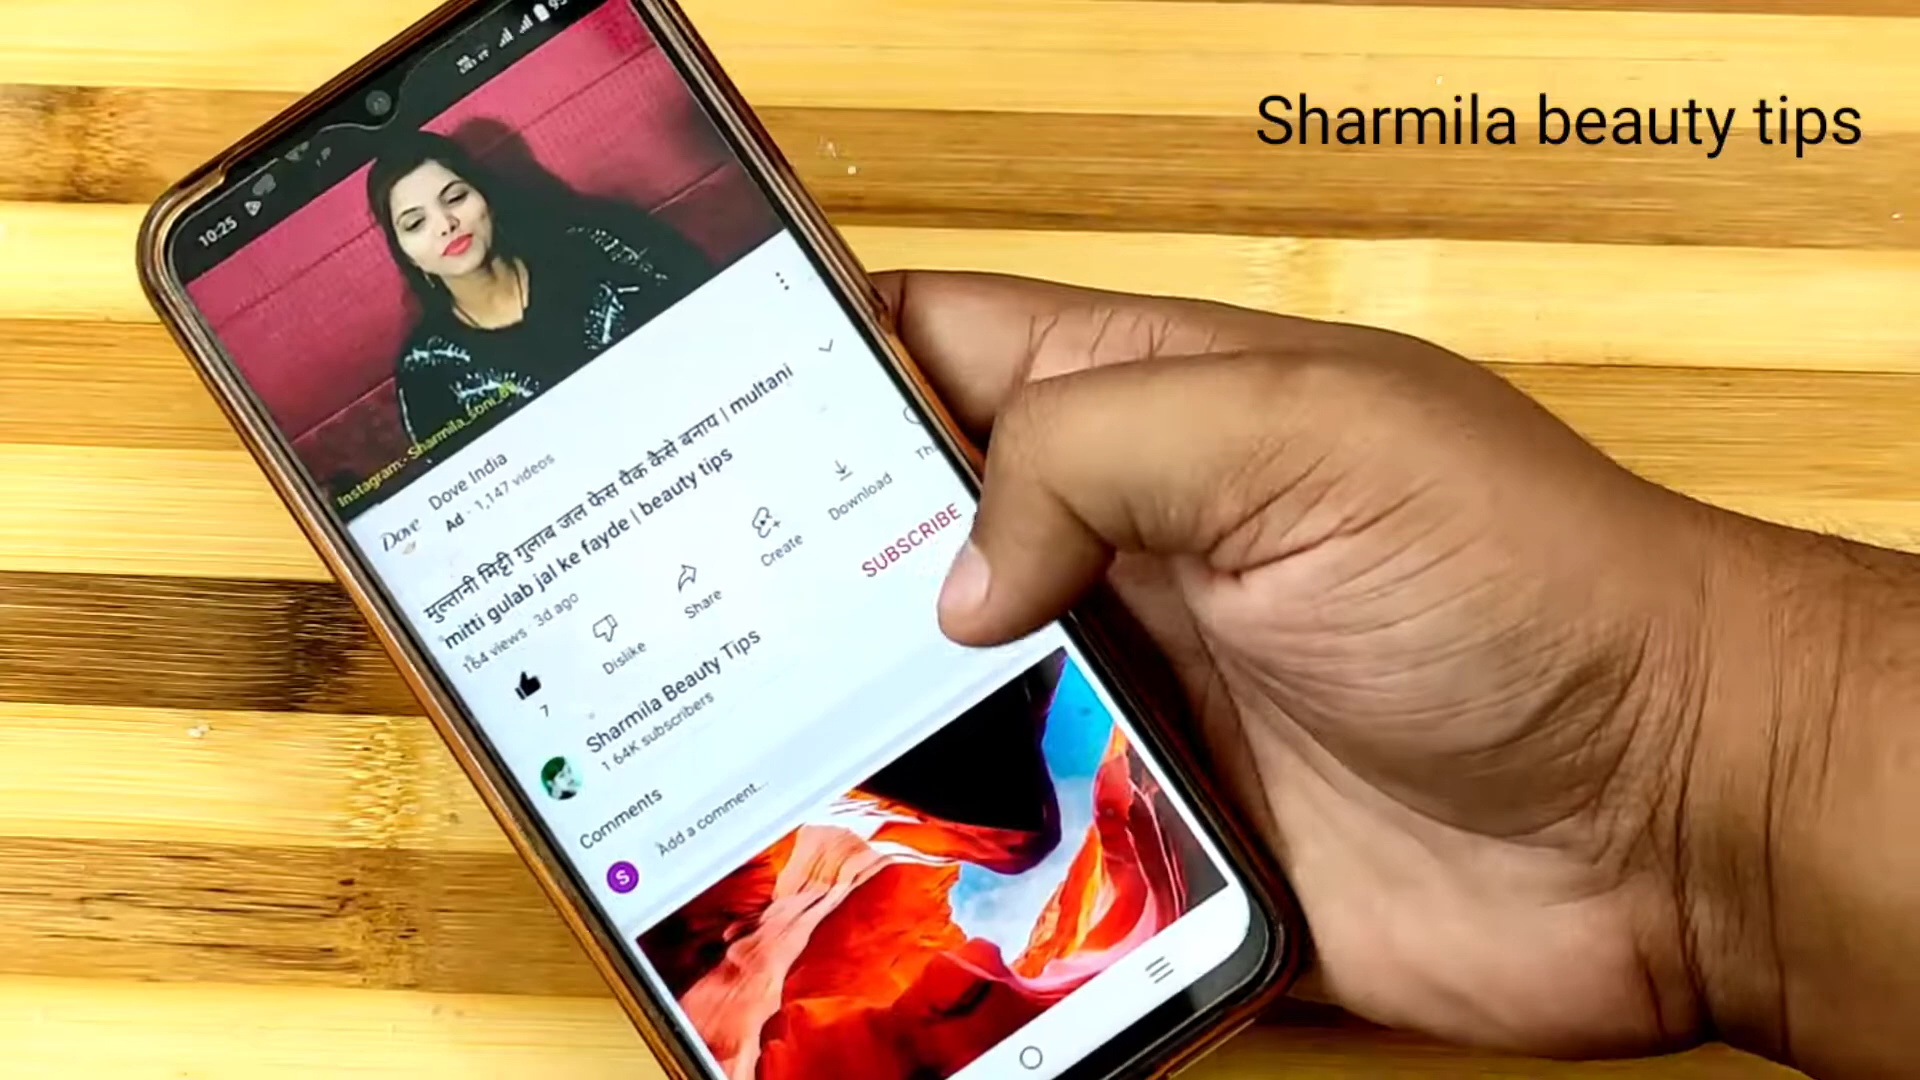 Sharmila beauty tips
10:25
Instagram:- Sharmila_soni_
Dove
Dove India
Ad · 1,147 videos
मुल्तानी मिट्टी गुलाब जल फेस पैक कैसे बनाय | multani
mitti gulab jal ke fayde | beauty tips
164 views · 3d ago
7
Dislike
Share
Create
Download
Sharmila Beauty Tips
1.64K subscribers
SUBSCRIBE
Comments
S
Add a comment...